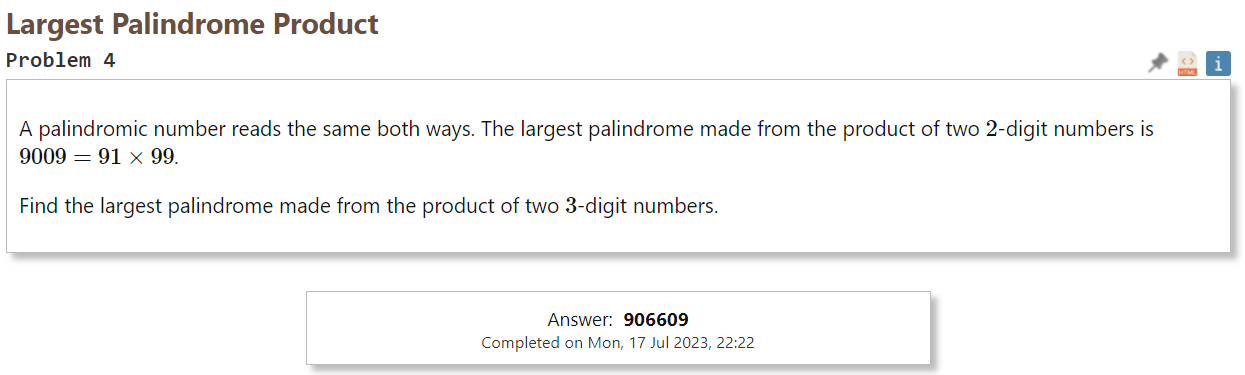 Largest Palindrome Product
Problem 4
HTML
i
A palindromic number reads the same both ways. The largest palindrome made from the product of two 2-digit numbers is
9009 = 91 × 99.
Find the largest palindrome made from the product of two 3-digit numbers.
Answer: 906609
Completed on Mon, 17 Jul 2023, 22:22